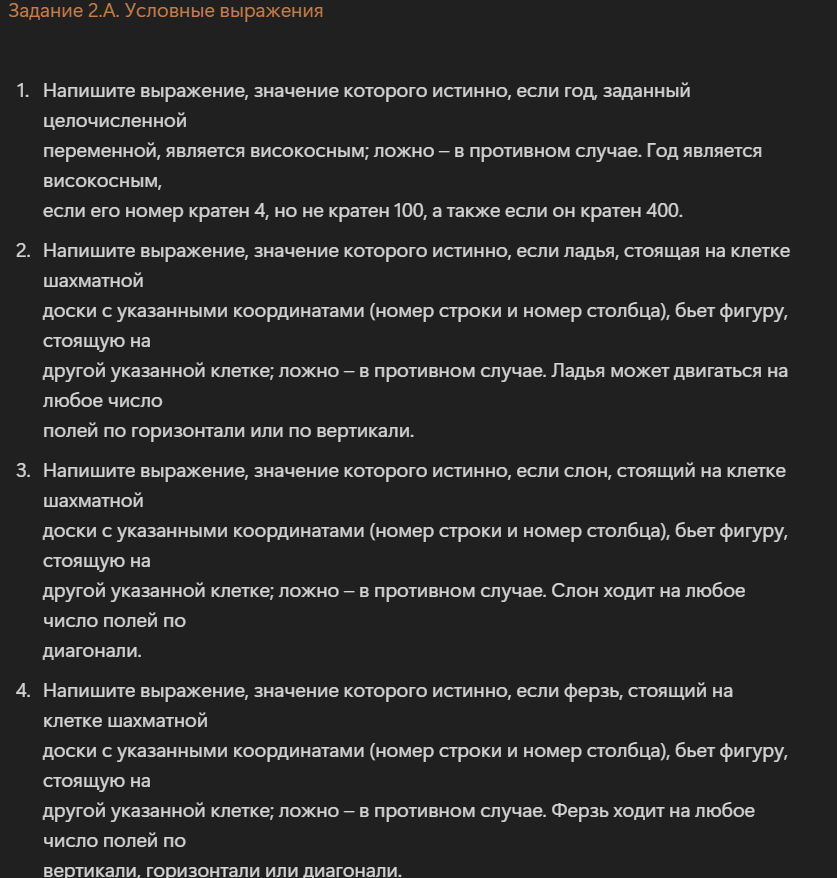 Задание 2.A. Условные выражения
1. Напишите выражение, значение которого истинно, если год, заданный
целочисленной
переменной, является високосным; ложно – в противном случае. Год является
високосным,
если его номер кратен 4, но не кратен 100, а также если он кратен 400.
2. Напишите выражение, значение которого истинно, если ладья, стоящая на клетке
шахматной
доски с указанными координатами (номер строки и номер столбца), бьет фигуру,
стоящую на
другой указанной клетке; ложно – в противном случае. Ладья может двигаться на
любое число
полей по горизонтали или по вертикали.
3. Напишите выражение, значение которого истинно, если слон, стоящий на клетке
шахматной
доски с указанными координатами (номер строки и номер столбца), бьет фигуру,
стоящую на
другой указанной клетке; ложно – в противном случае. Слон ходит на любое
число полей по
диагонали.
4. Напишите выражение, значение которого истинно, если ферзь, стоящий на
клетке шахматной
доски с указанными координатами (номер строки и номер столбца), бьет фигуру,
стоящую на
другой указанной клетке; ложно – в противном случае. Ферзь ходит на любое
число полей по
вертикали, горизонтали или диагонали.